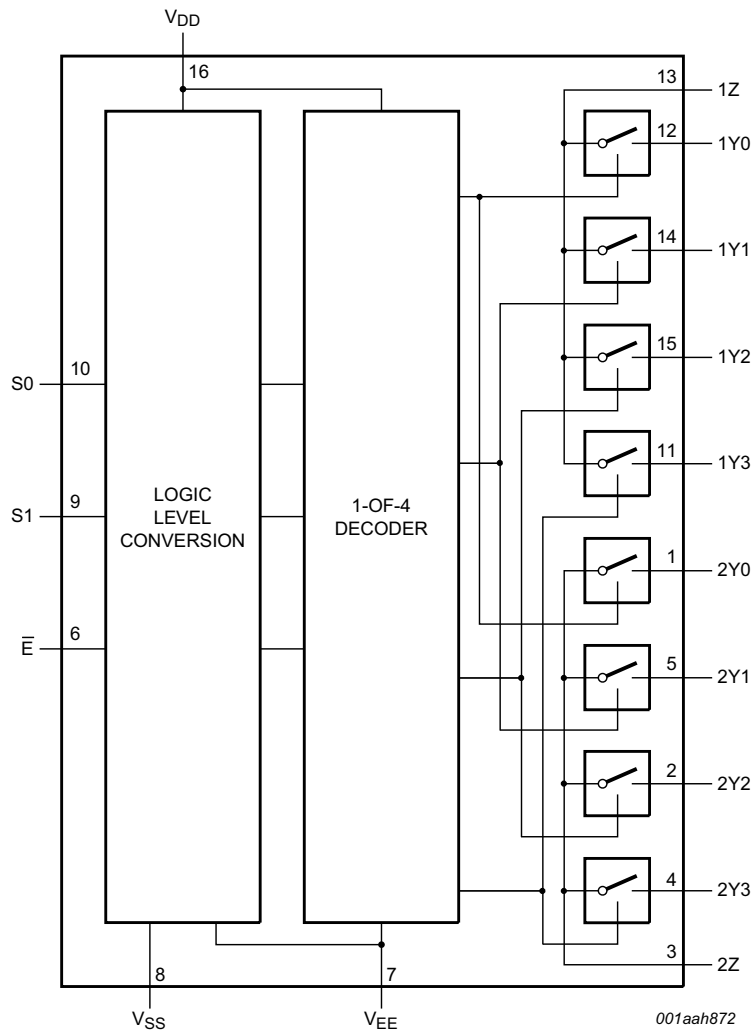 VDD
16
13
1Z
12
1Y0
14
1Y1
15
1Y2
10
S0
11
1Y3
9
S1
LOGIC
LEVEL
CONVERSION
1-OF-4
DECODER
1
2Y0
6
E̅
5
2Y1
2
2Y2
4
2Y3
3
2Z
8
7
VSS
VEE
001aah872